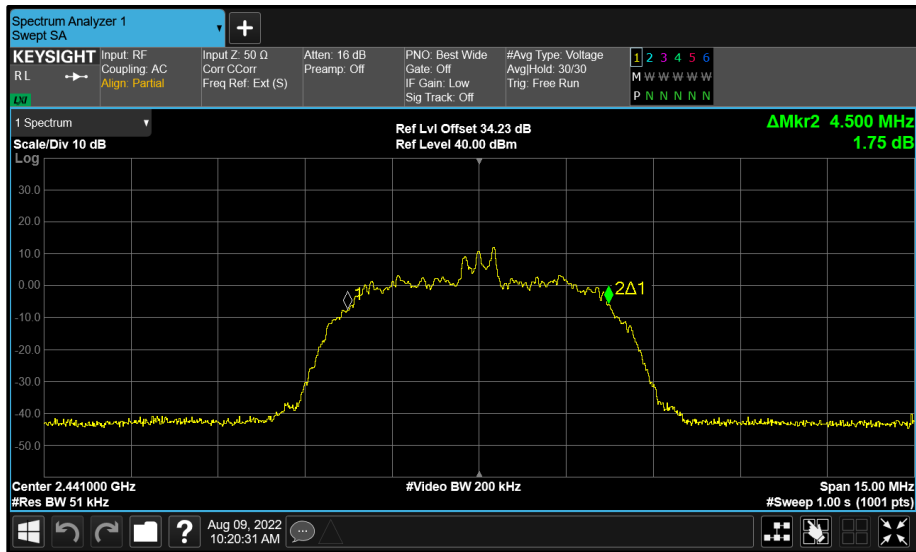 Spectrum Analyzer 1
Swept SA
KEYSIGHT
RL
LXI
Input: RF
Coupling: AC
Align: Partial
Input Z: 50 Ω
Corr CCorr
Freq Ref: Ext (S)
Atten: 16 dB
Preamp: Off
PNO: Best Wide
Gate: Off
IF Gain: Low
Sig Track: Off
#Avg Type: Voltage
Avg|Hold: 30/30
Trig: Free Run
1 2 3 4 5 6
M W W W W W
P N N N N N
1 Spectrum
Scale/Div 10 dB
Ref Lvl Offset 34.23 dB
Ref Level 40.00 dBm
ΔMkr2 4.500 MHz
1.75 dB
Log
30.0
20.0
10.0
0.00
-10.0
-20.0
-30.0
-40.0
-50.0
1
2Δ1
Center 2.441000 GHz
#Video BW 200 kHz
Span 15.00 MHz
#Res BW 51 kHz
#Sweep 1.00 s (1001 pts)
?
Aug 09, 2022
10:20:31 AM